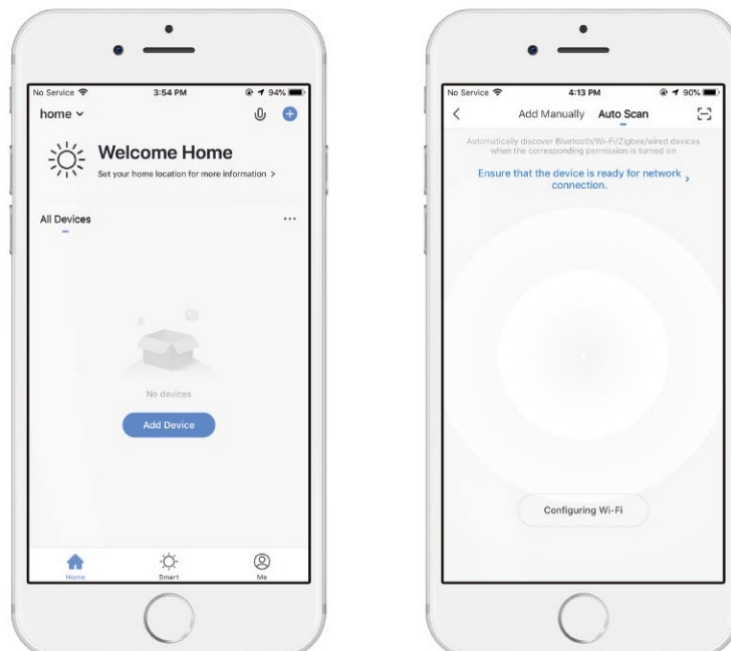 No Service 3:54 PM 94%
home
Welcome Home
Set your home location for more information >
All Devices
...
No devices
Add Device
Home Smart Me
No Service 4:13 PM 90%
Add Manually Auto Scan
Automatically discover Bluetooth/Wi-Fi/Zigbee/wired devices
when the corresponding permission is turned on
Ensure that the device is ready for network >
connection.
Configuring Wi-Fi